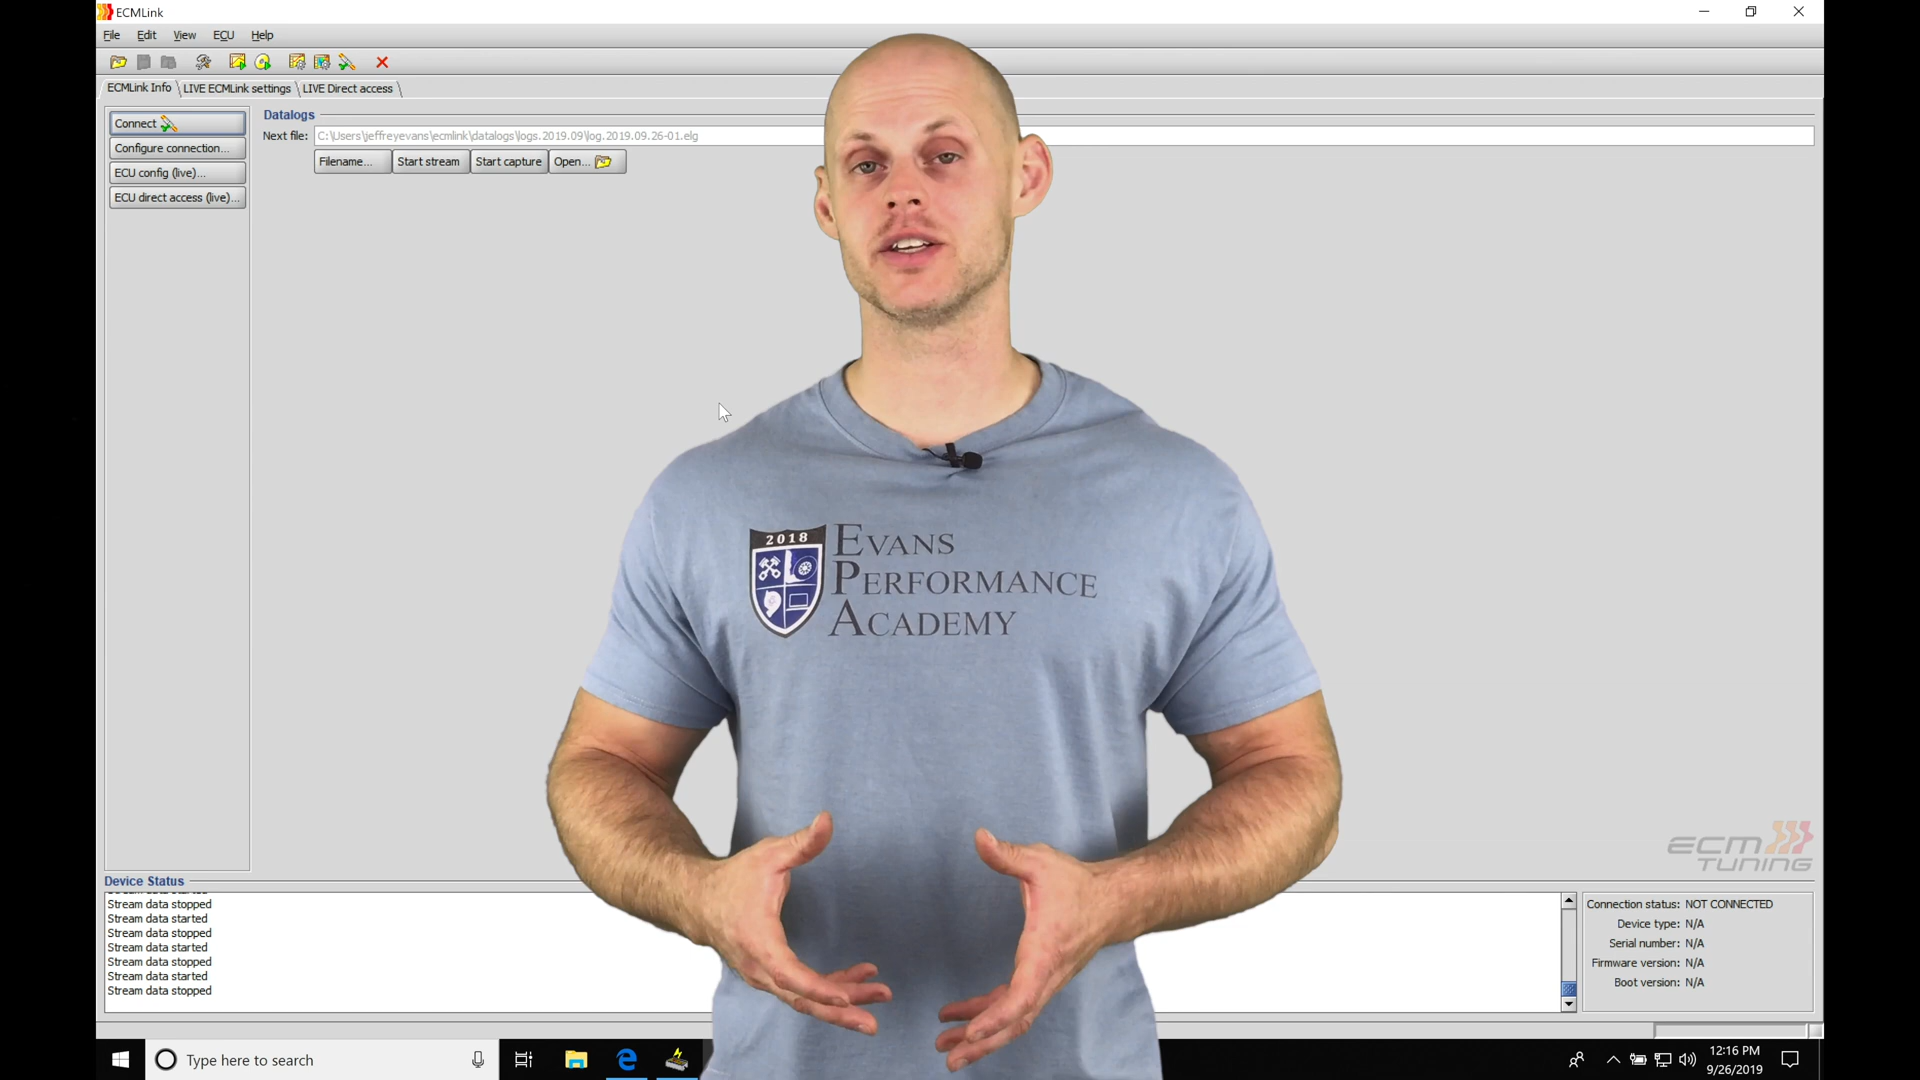 ECMLink
File Edit View ECU Help
ECMLink Info LIVE ECMLink settings LIVE Direct access
Connect
Configure connection...
ECU config (live)...
ECU direct access (live)...
Datalogs
Next file: C:\Users\jeffreyevans\ecmlink\datalogs\logs.2019.09\log.2019.09.26-01.elg
Filename... Start stream Start capture Open...
2018
EVANS
PERFORMANCE
ACADEMY
ECM
TUNING
Device Status
Stream data started
Stream data stopped
Stream data started
Stream data stopped
Stream data started
Stream data stopped
Stream data started
Stream data stopped
Connection status: NOT CONNECTED
Device type: N/A
Serial number: N/A
Firmware version: N/A
Boot version: N/A
Type here to search
12:16 PM
9/26/2019